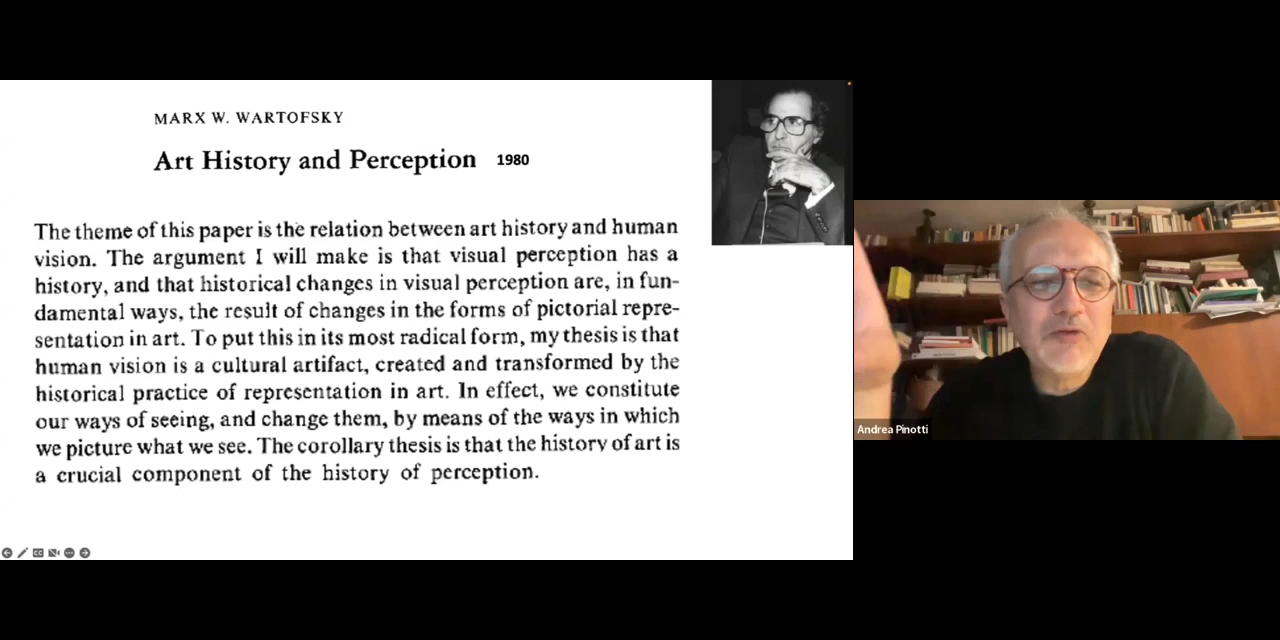 MARX W. WARTOFSKY
Art History and Perception 1980
The theme of this paper is the relation between art history and human
vision. The argument I will make is that visual perception has a
history, and that historical changes in visual perception are, in fun-
damental ways, the result of changes in the forms of pictorial repre-
sentation in art. To put this in its most radical form, my thesis is that
human vision is a cultural artifact, created and transformed by the
historical practice of representation in art. In effect, we constitute
our ways of seeing, and change them, by means of the ways in which
we picture what we see. The corollary thesis is that the history of art is
a crucial component of the history of perception.
Andrea Pinotti